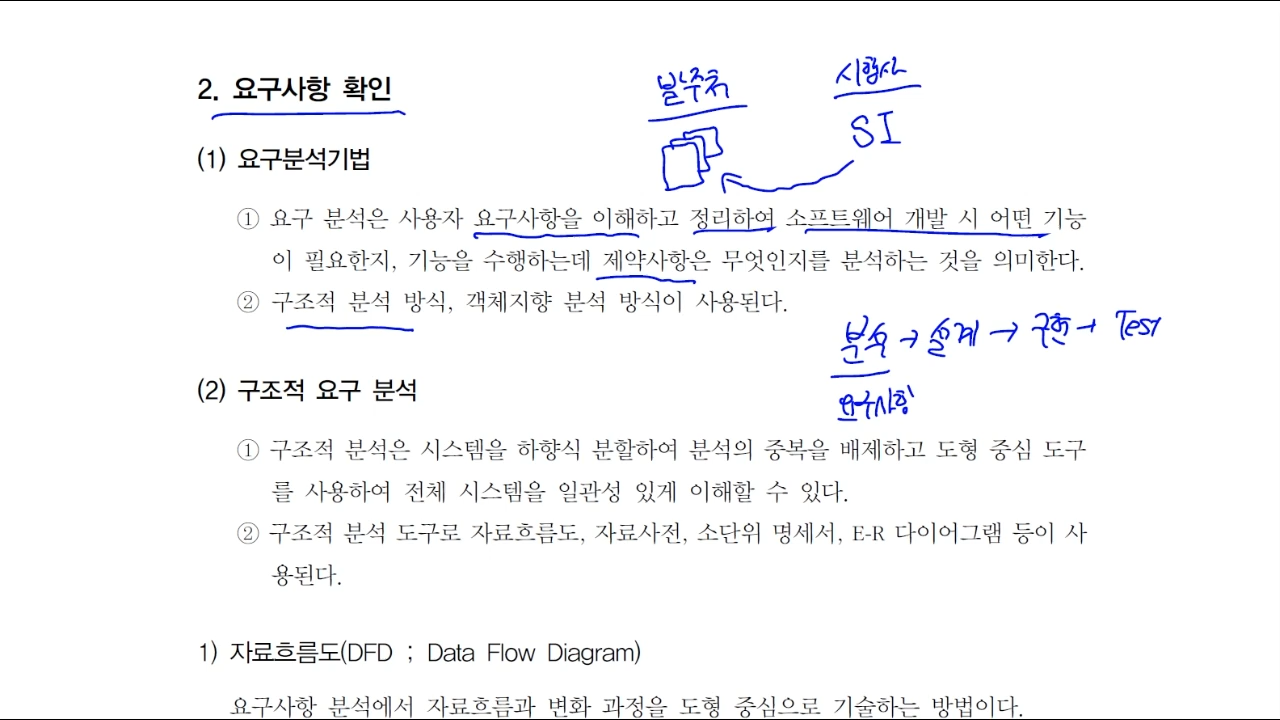 2. 요구사항 확인
발주처
시행사
SI
(1) 요구분석기법
① 요구 분석은 사용자 요구사항을 이해하고 정리하여 소프트웨어 개발 시 어떤 기능
이 필요한지, 기능을 수행하는데 제약사항은 무엇인지를 분석하는 것을 의미한다.
② 구조적 분석 방식, 객체지향 분석 방식이 사용된다.
분석 → 설계 → 구현 → Test
요구사항
(2) 구조적 요구 분석
① 구조적 분석은 시스템을 하향식 분할하여 분석의 중복을 배제하고 도형 중심 도구
를 사용하여 전체 시스템을 일관성 있게 이해할 수 있다.
② 구조적 분석 도구로 자료흐름도, 자료사전, 소단위 명세서, E-R 다이어그램 등이 사
용된다.
1) 자료흐름도(DFD ; Data Flow Diagram)
요구사항 분석에서 자료흐름과 변화 과정을 도형 중심으로 기술하는 방법이다.